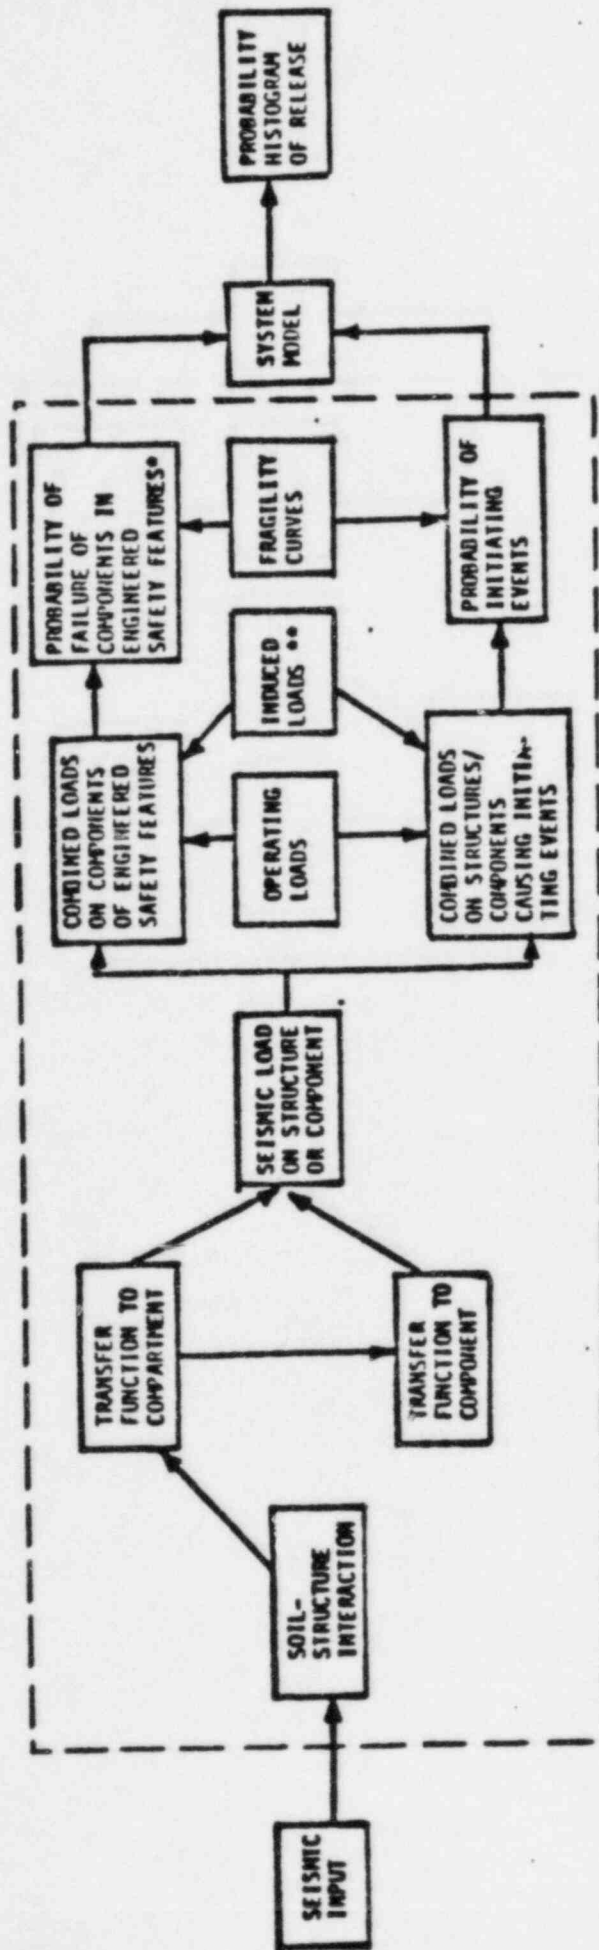 SEISMIC
INPUT
SOIL-
STRUCTURE
INTERACTION
TRANSFER
FUNCTION TO
COMPARTMENT
TRANSFER
FUNCTION TO
COMPONENT
SEISMIC LOAD
ON STRUCTURE
OR COMPONENT
COMBINED LOADS
ON COMPONENTS
OF ENGINEERED
SAFETY FEATURES
OPERATING
LOADS
INDUCED
LOADS **
COMBINED LOADS
ON STRUCTURES/
COMPONENTS
CAUSING INITIA-
TING EVENTS
PROBABILITY OF
FAILURE OF
COMPONENTS IN
ENGINEERED
SAFETY FEATURES*
FRAGILITY
CURVES
PROBABILITY OF
INITIATING
EVENTS
SYSTEM
MODEL
PROBABILITY
HISTOGRAM
OF RELEASE